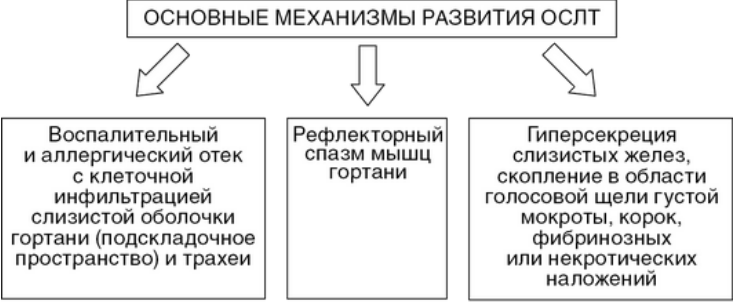 ОСНОВНЫЕ МЕХАНИЗМЫ РАЗВИТИЯ ОСЛТ
Воспалительный
и аллергический отек
с клеточной
инфильтрацией
слизистой оболочки
гортани (подскладочное
пространство) и трахеи
Рефлекторный
спазм мышц
гортани
Гиперсекреция
слизистых желез,
скопление в области
голосовой щели густой
мокроты, корок,
фибринозных
или некротических
наложений